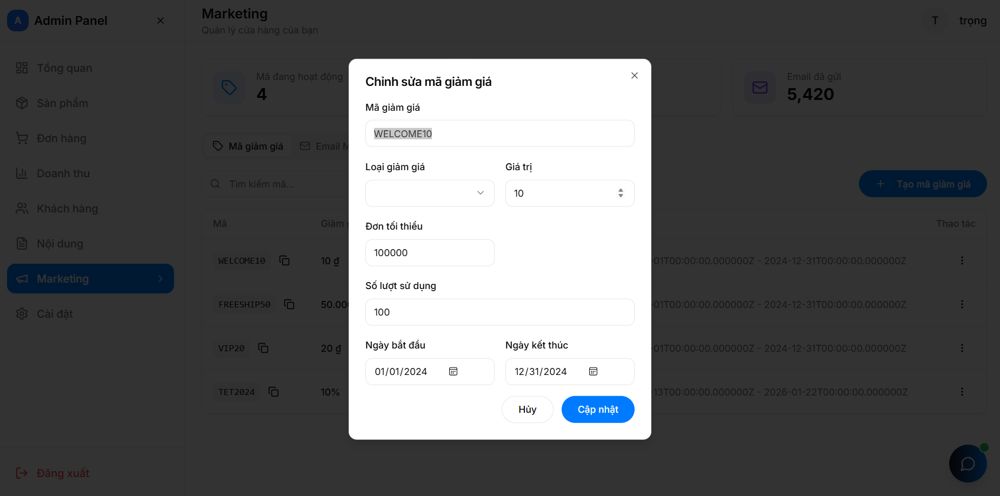 A Admin Panel
Marketing
Quản lý cửa hàng của bạn
T trọng
Tổng quan
Sản phẩm
Đơn hàng
Doanh thu
Khách hàng
Nội dung
Marketing
Cài đặt
Đăng xuất
Mã đang hoạt động
4
Email đã gửi
5,420
Mã giảm giá
Email
Tìm kiếm mã...
Tạo mã giảm giá
Mã Giảm Thao tác
WELCOME10 10 ₫ -01T00:00:00.000000Z - 2024-12-31T00:00:00.000000Z
FREESHIP50 50.00 -01T00:00:00.000000Z - 2024-12-31T00:00:00.000000Z
VIP20 20 ₫ -01T00:00:00.000000Z - 2024-12-31T00:00:00.000000Z
TET2024 10% -13T00:00:00.000000Z - 2026-01-22T00:00:00.000000Z
Chỉnh sửa mã giảm giá
Mã giảm giá
WELCOME10
Loại giảm giá Giá trị
10
Đơn tối thiểu
100000
Số lượt sử dụng
100
Ngày bắt đầu Ngày kết thúc
01/01/2024 12/31/2024
Hủy Cập nhật